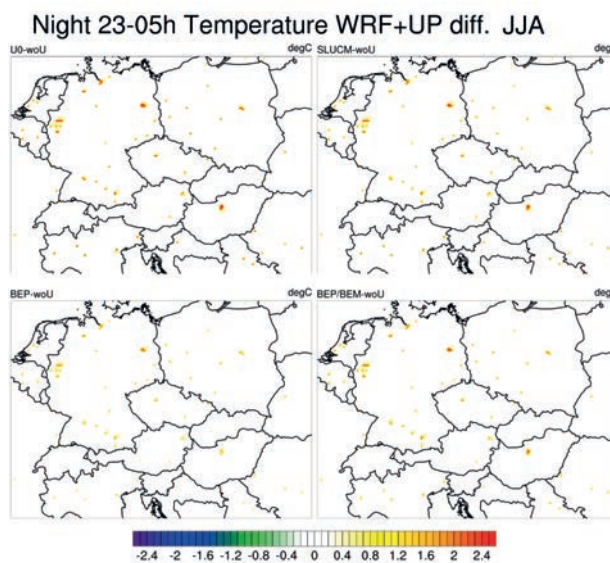 Night 23-05h Temperature WRF+UP diff. JJA
U0-woU degC SLUCM-woU degC
BEP-woU degC BEP/BEM-woU degC
-2.4 -2 -1.6 -1.2 -0.8 -0.4 0 0.4 0.8 1.2 1.6 2 2.4